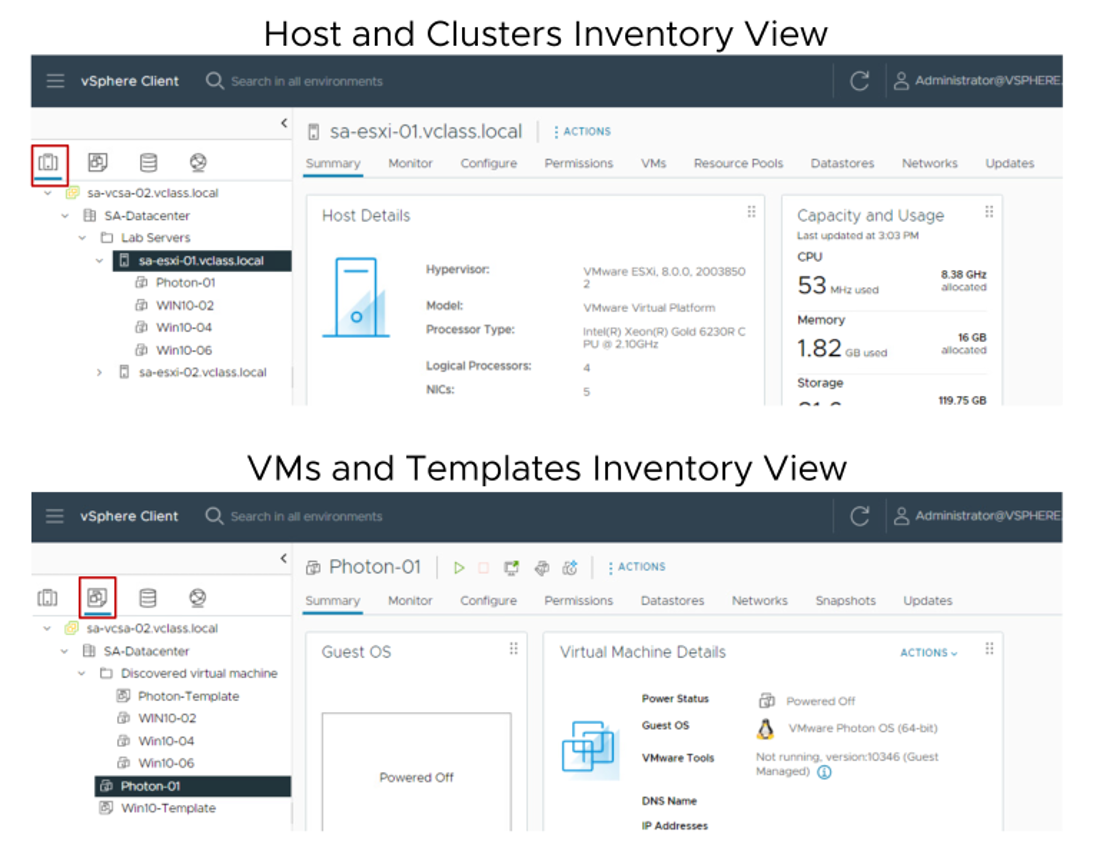 Host and Clusters Inventory View
vSphere Client
Search in all environments
Administrator@VSPHERE.
sa-vcsa-02.vclass.local
SA-Datacenter
Lab Servers
sa-esxi-01.vclass.local
Photon-01
WIN10-02
Win10-04
Win10-06
sa-esxi-02.vclass.local
sa-esxi-01.vclass.local
ACTIONS
Summary Monitor Configure Permissions VMs Resource Pools Datastores Networks Updates
Host Details
Hypervisor: VMware ESXi, 8.0.0, 2003850
2
Model: VMware Virtual Platform
Processor Type: Intel(R) Xeon(R) Gold 6230R C
PU @ 2.10GHz
Logical Processors: 4
NICs: 5
Capacity and Usage
Last updated at 3:03 PM
CPU
53 MHz used
8.38 GHz
allocated
Memory
1.82 GB used
16 GB
allocated
Storage
119.75 GB
VMs and Templates Inventory View
vSphere Client
Search in all environments
Administrator@VSPHERE.
sa-vcsa-02.vclass.local
SA-Datacenter
Discovered virtual machine
Photon-Template
WIN10-02
Win10-04
Win10-06
Photon-01
Win10-Template
Photon-01
ACTIONS
Summary Monitor Configure Permissions Datastores Networks Snapshots Updates
Guest OS
Powered Off
Virtual Machine Details
ACTIONS
Power Status Powered Off
Guest OS VMware Photon OS (64-bit)
VMware Tools Not running, version:10346 (Guest
Managed)
DNS Name
IP Addresses